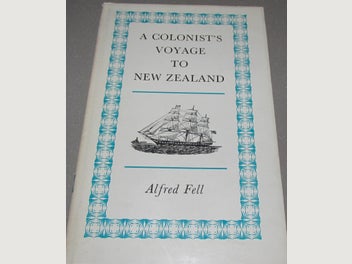 A COLONIST'S
VOYAGE
TO
NEW ZEALAND
Alfred Fell